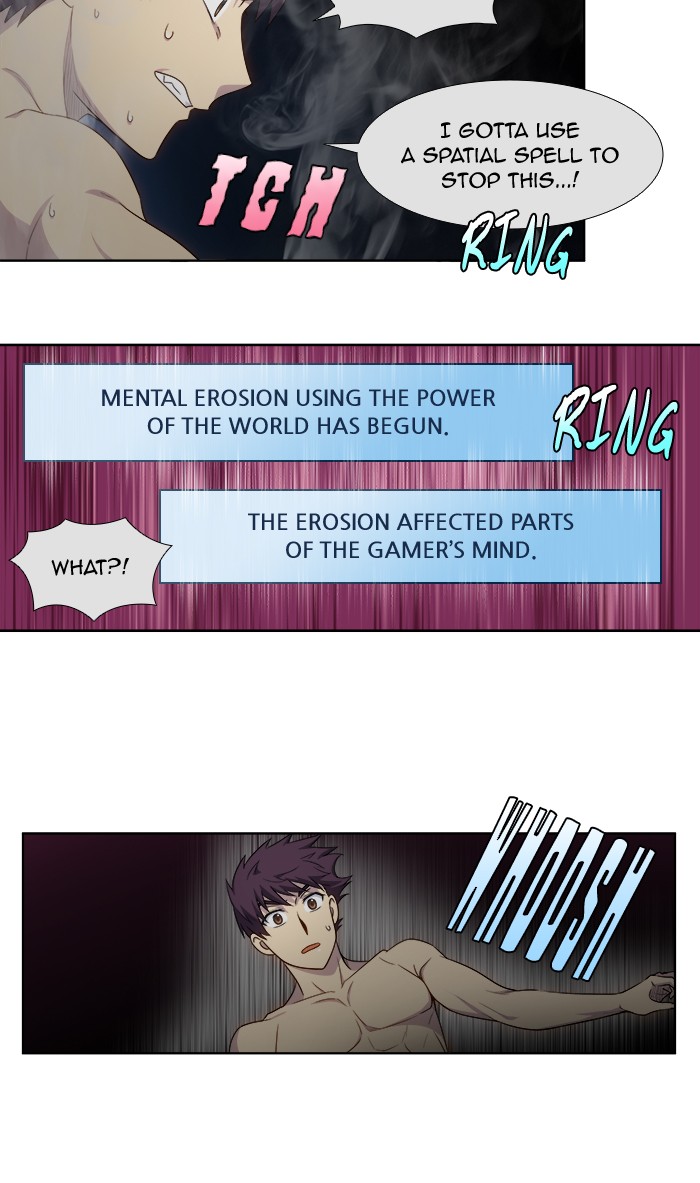 I GOTTA USE
A SPATIAL SPELL TO
STOP THIS...!
TCH
RING
MENTAL EROSION USING THE POWER
OF THE WORLD HAS BEGUN.
RING
THE EROSION AFFECTED PARTS
OF THE GAMER'S MIND.
WHAT?!
WHOOSH